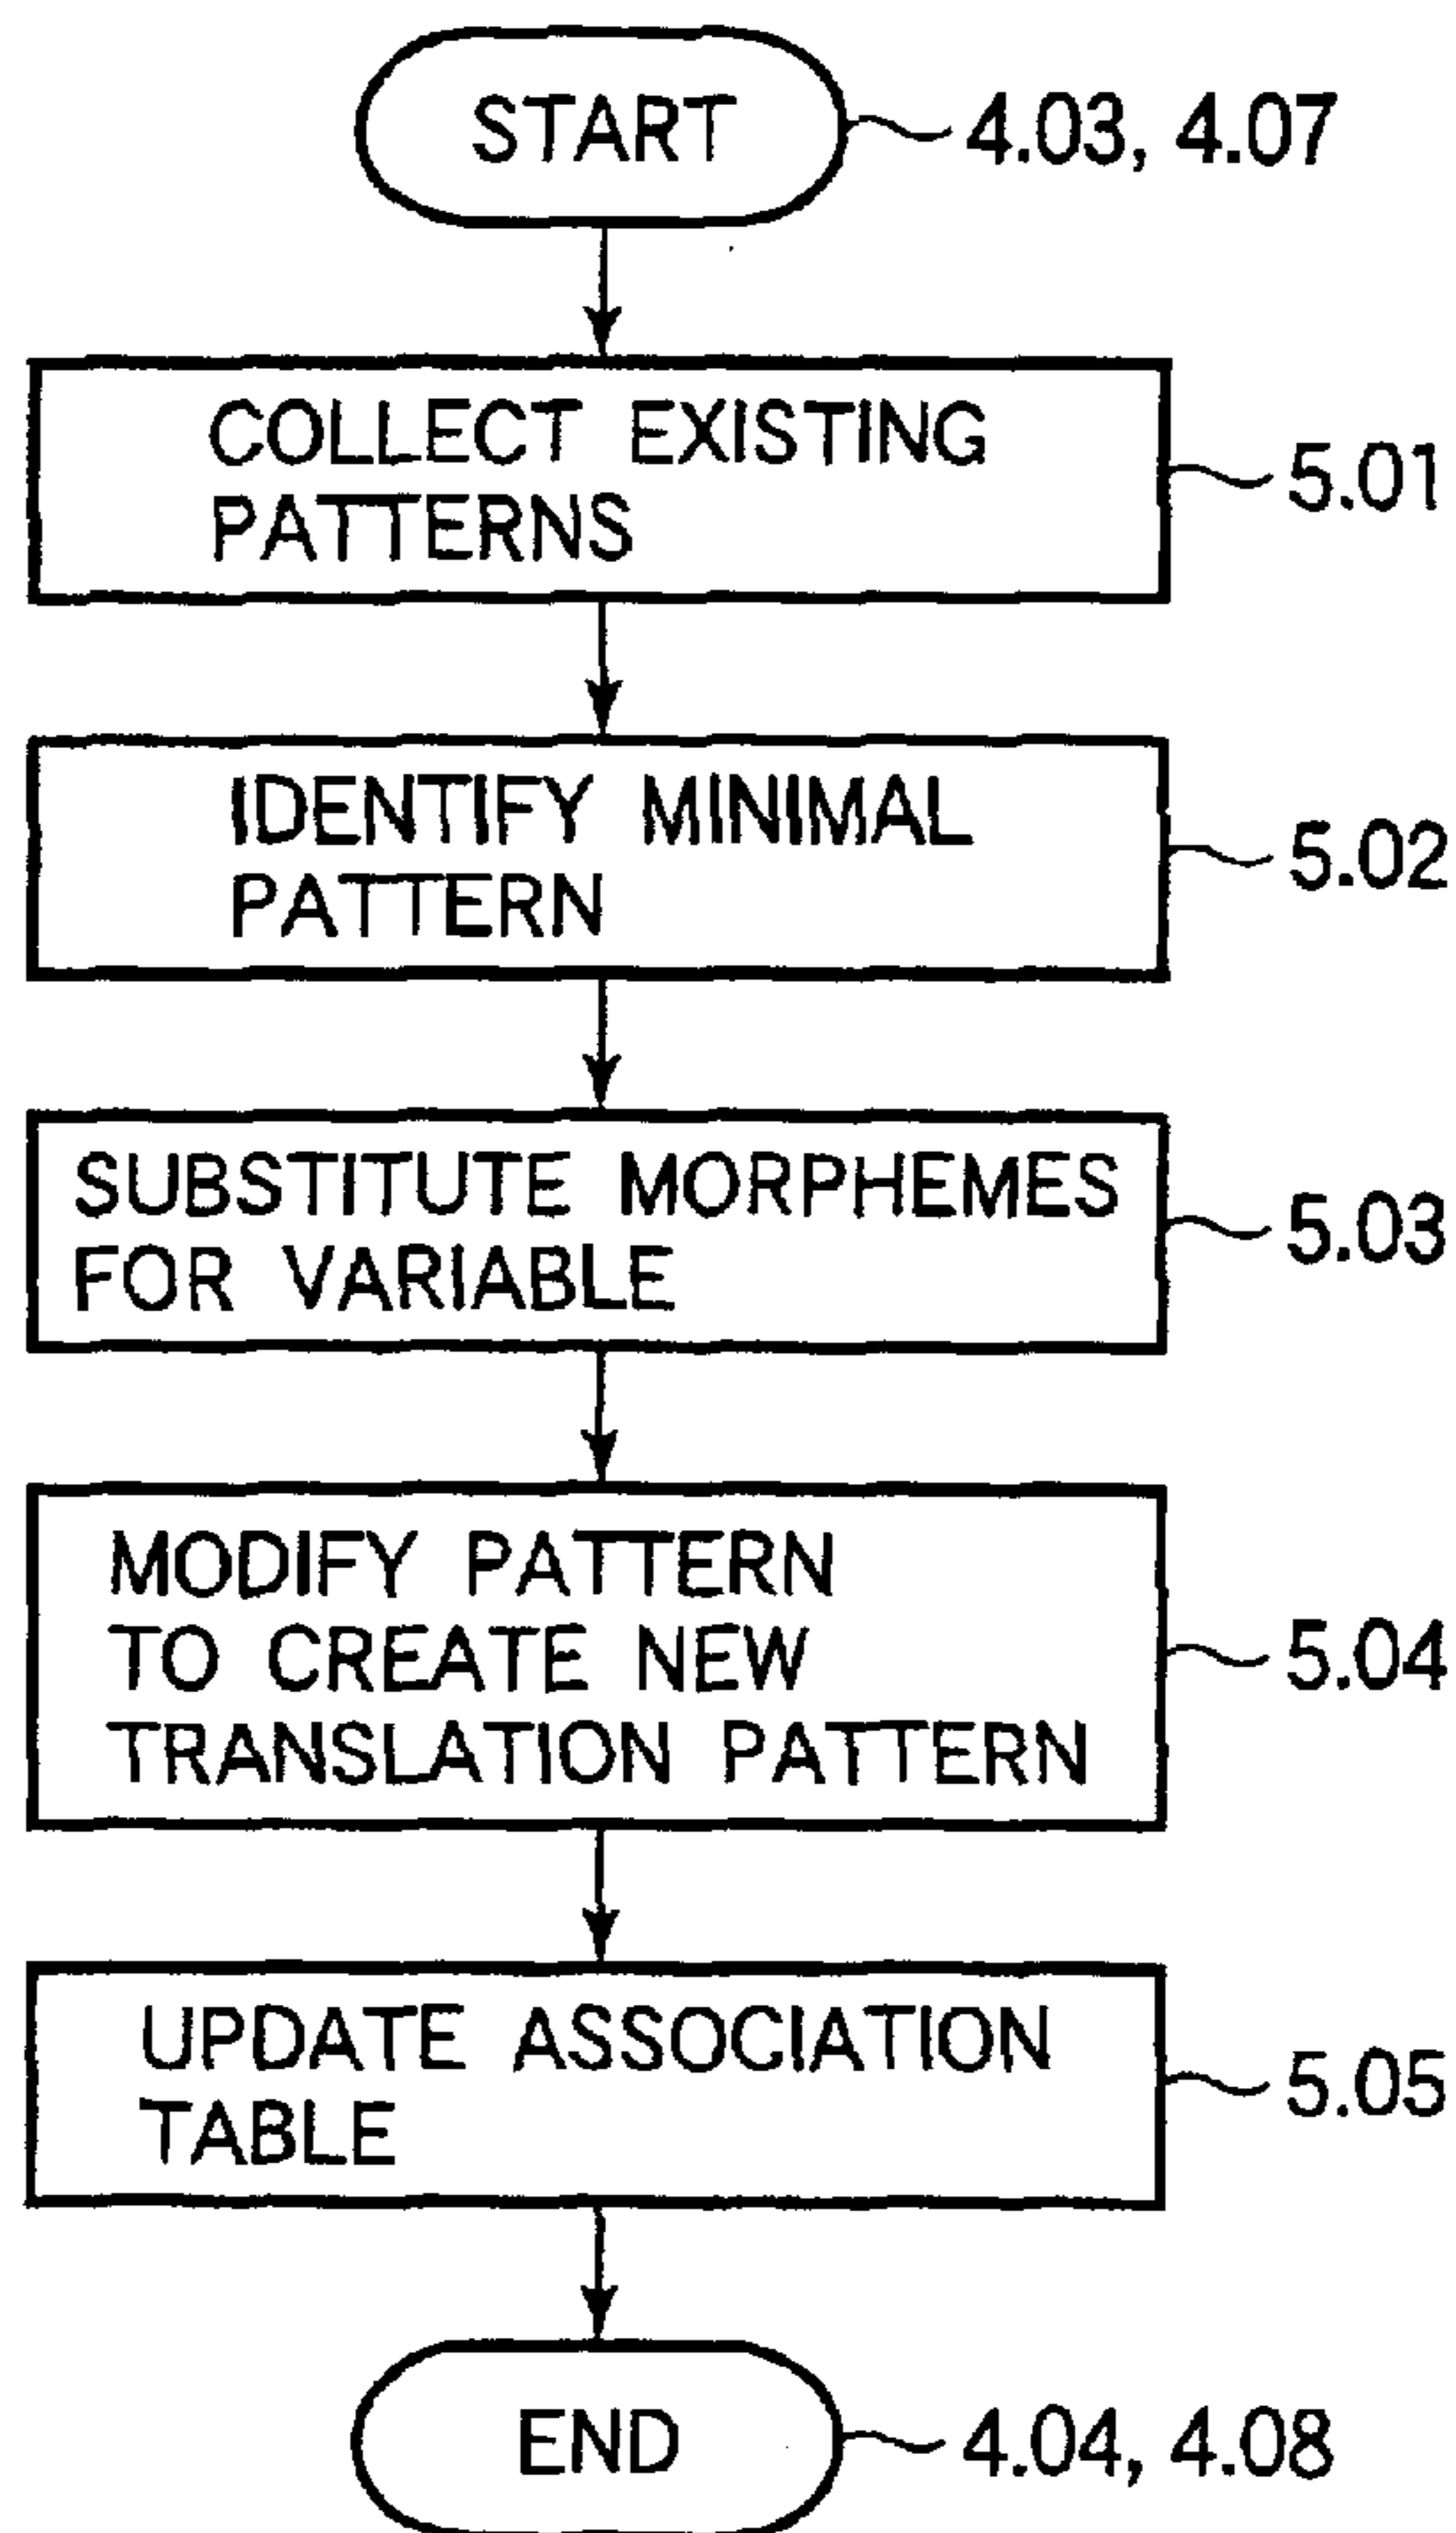 START
4.03, 4.07
COLLECT EXISTING
PATTERNS
5.01
IDENTIFY MINIMAL
PATTERN
5.02
SUBSTITUTE MORPHEMES
FOR VARIABLE
5.03
MODIFY PATTERN
TO CREATE NEW
TRANSLATION PATTERN
5.04
UPDATE ASSOCIATION
TABLE
5.05
END
4.04, 4.08